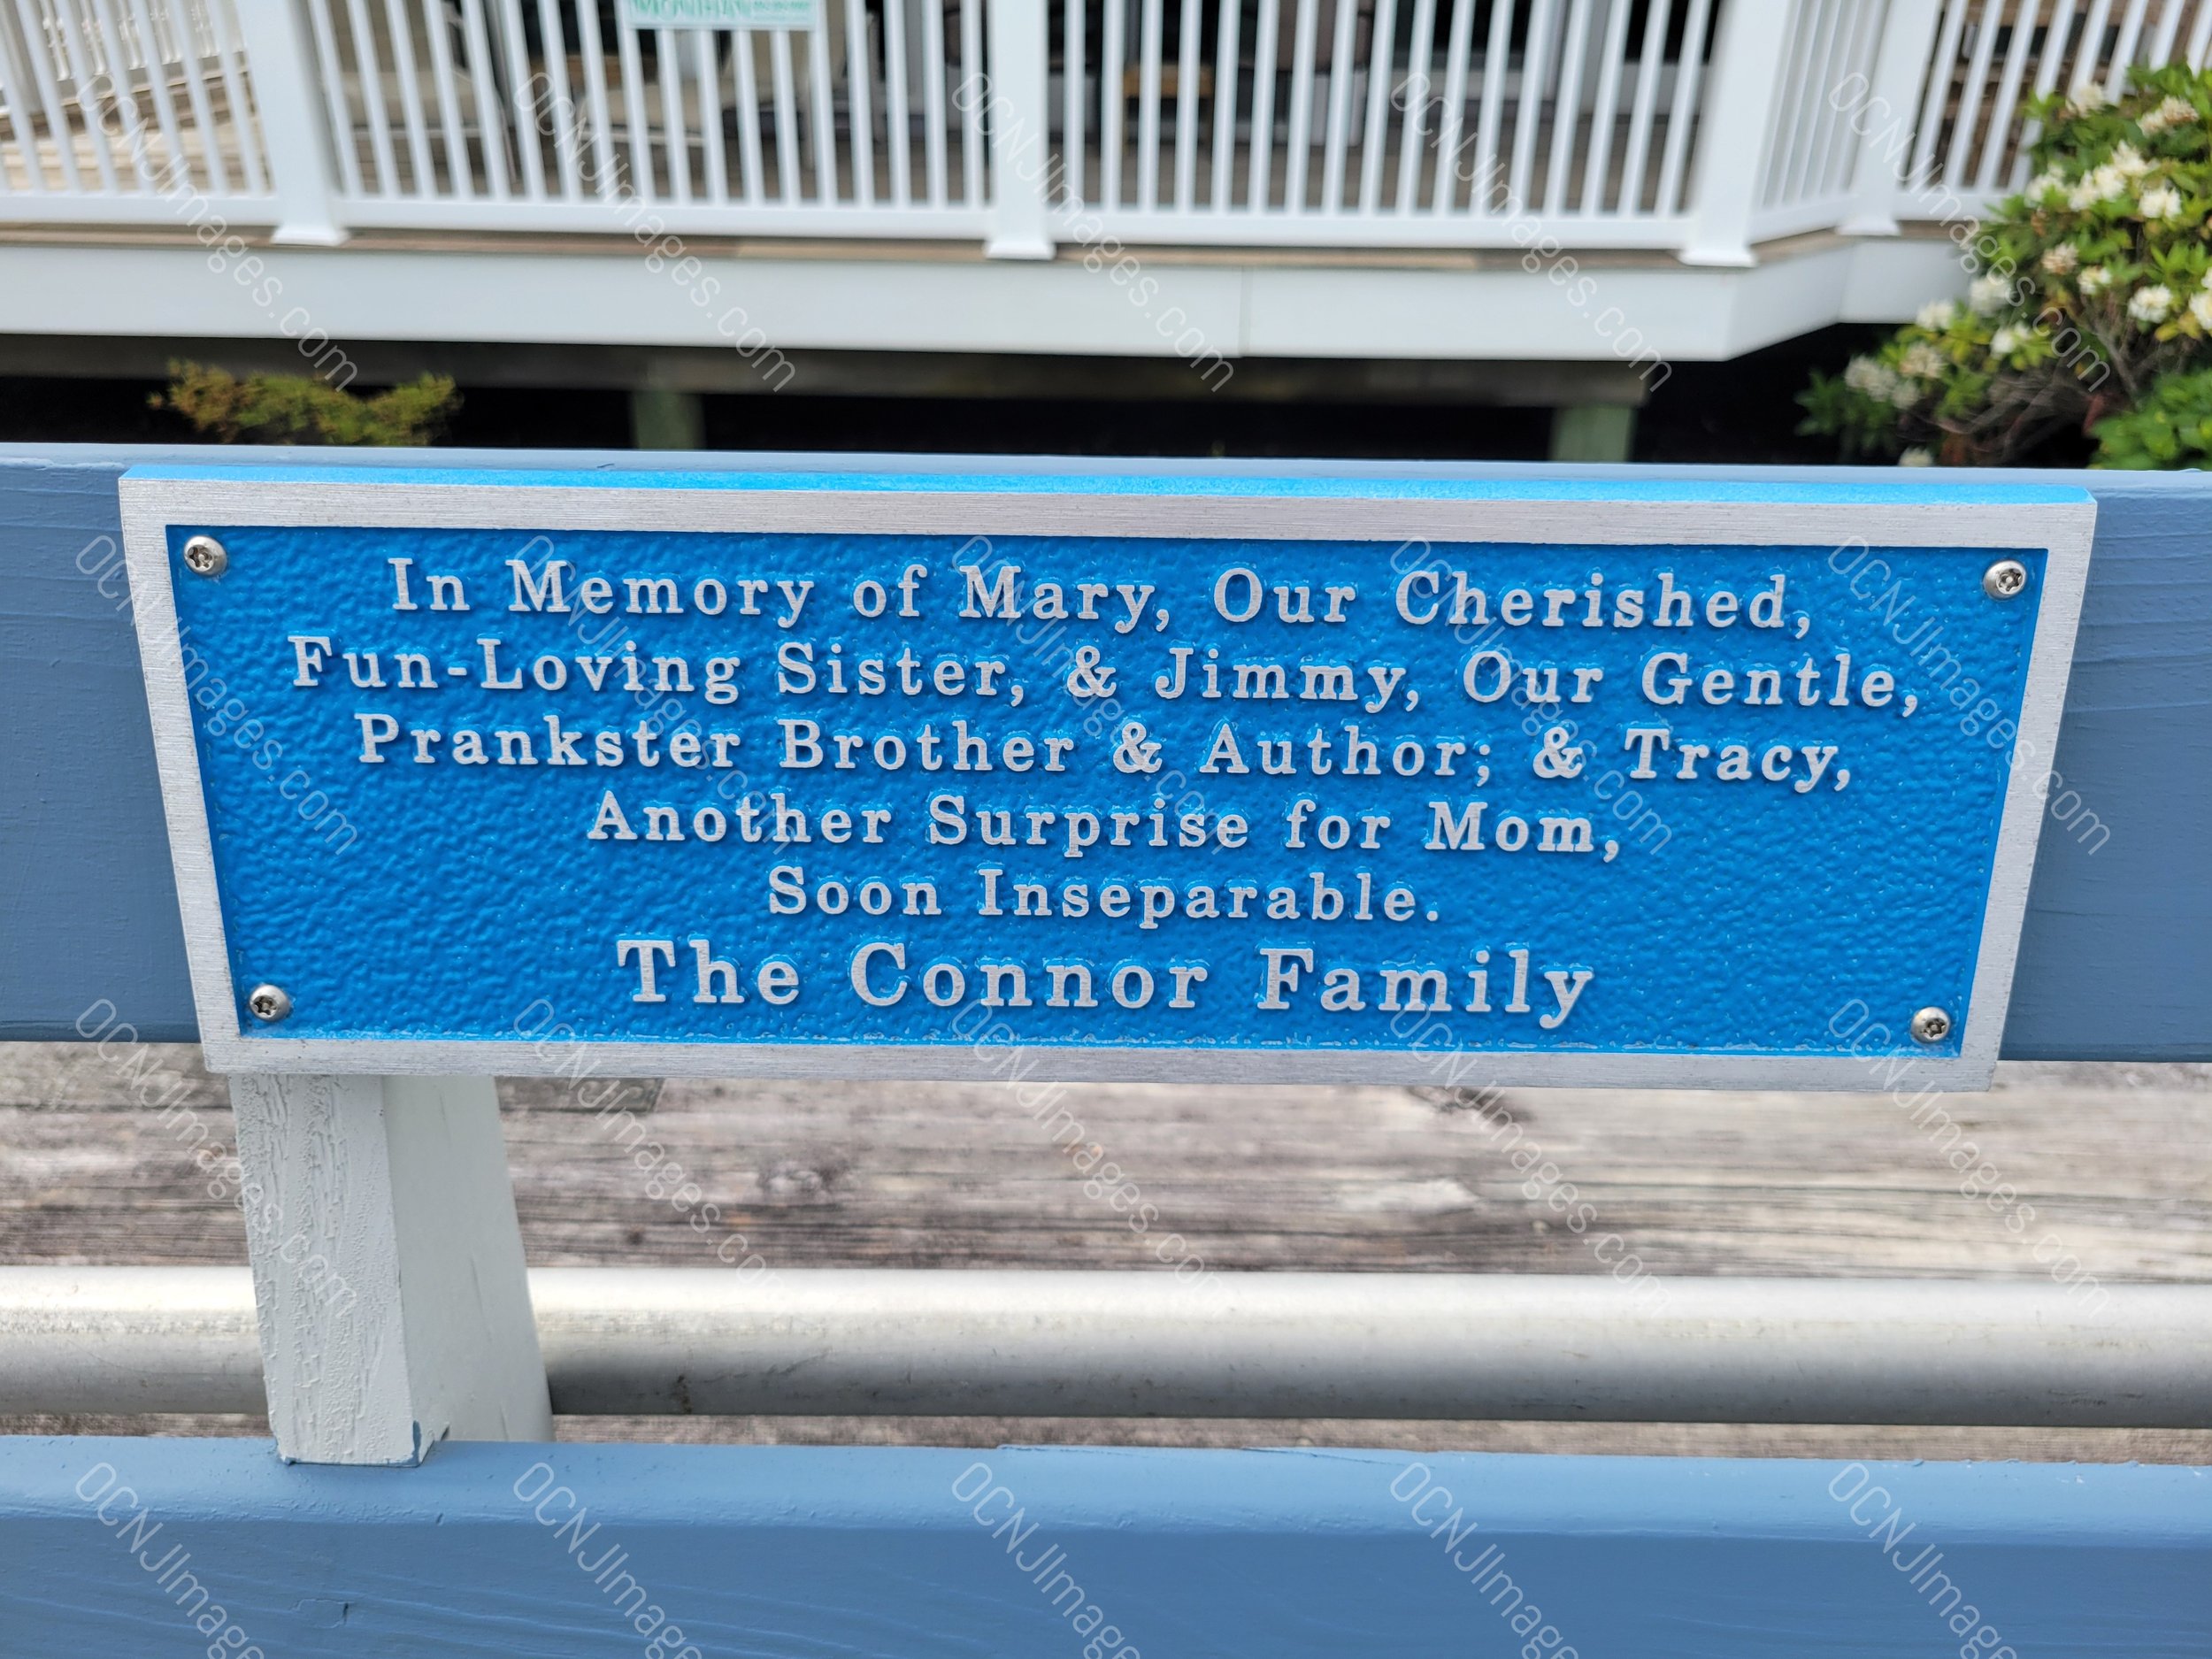 In Memory of Mary, Our Cherished,
Fun-Loving Sister, & Jimmy, Our Gentle,
Prankster Brother & Author; & Tracy,
Another Surprise for Mom,
Soon Inseparable.
The Connor Family
OCNJImages.com